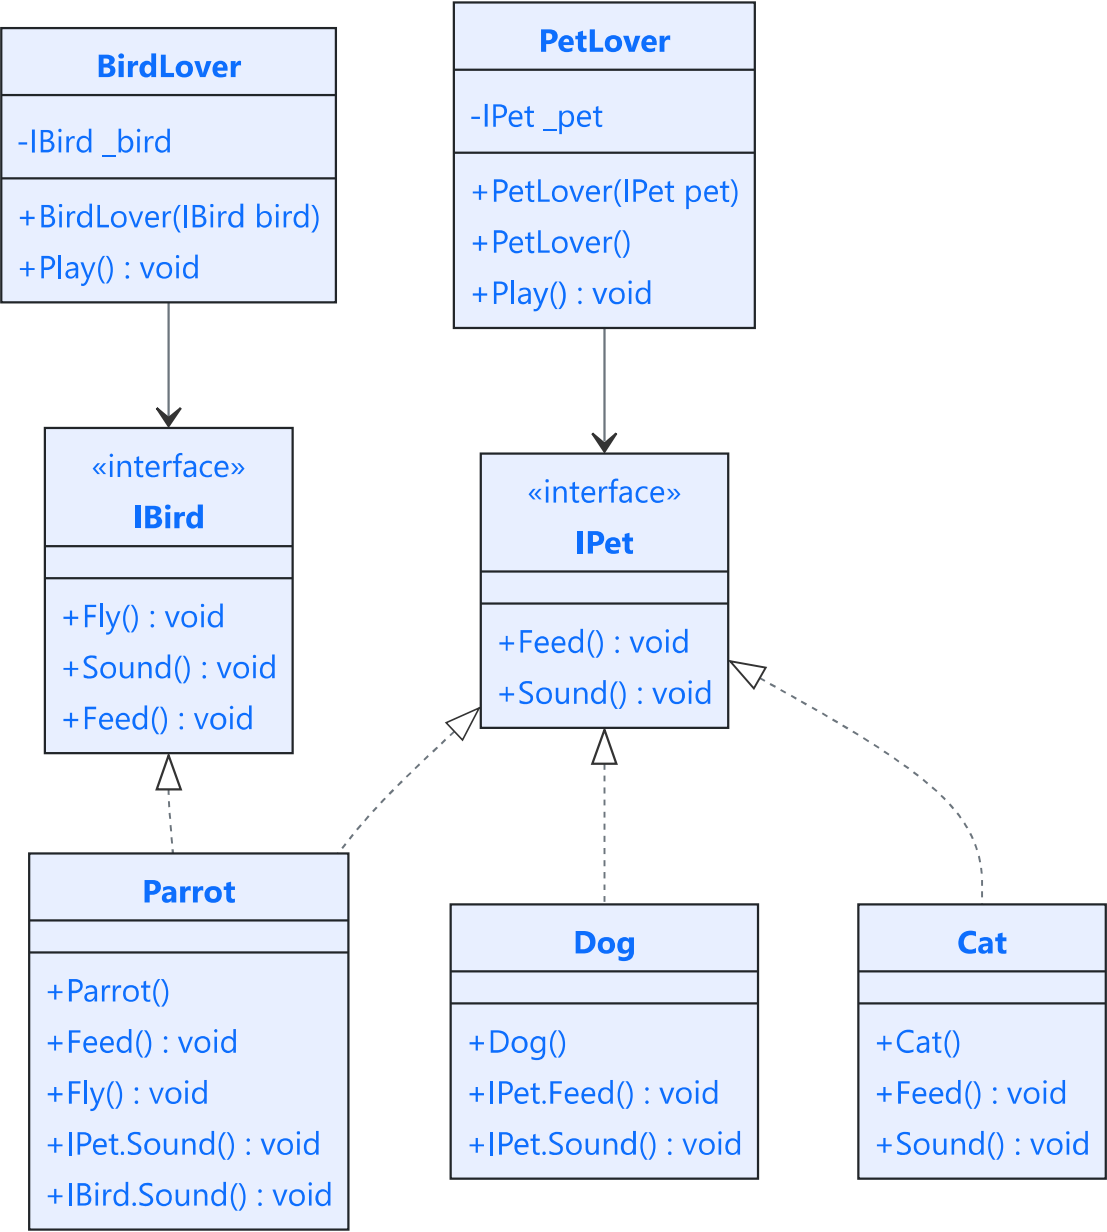 BirdLover
-IBird _bird
+BirdLover(IBird bird)
+Play() : void
PetLover
-IPet _pet
+PetLover(IPet pet)
+PetLover()
+Play() : void
«interface»
IBird
+Fly() : void
+Sound() : void
+Feed() : void
«interface»
IPet
+Feed() : void
+Sound() : void
Parrot
+Parrot()
+Feed() : void
+Fly() : void
+IPet.Sound() : void
+IBird.Sound() : void
Dog
+Dog()
+IPet.Feed() : void
+IPet.Sound() : void
Cat
+Cat()
+Feed() : void
+Sound() : void